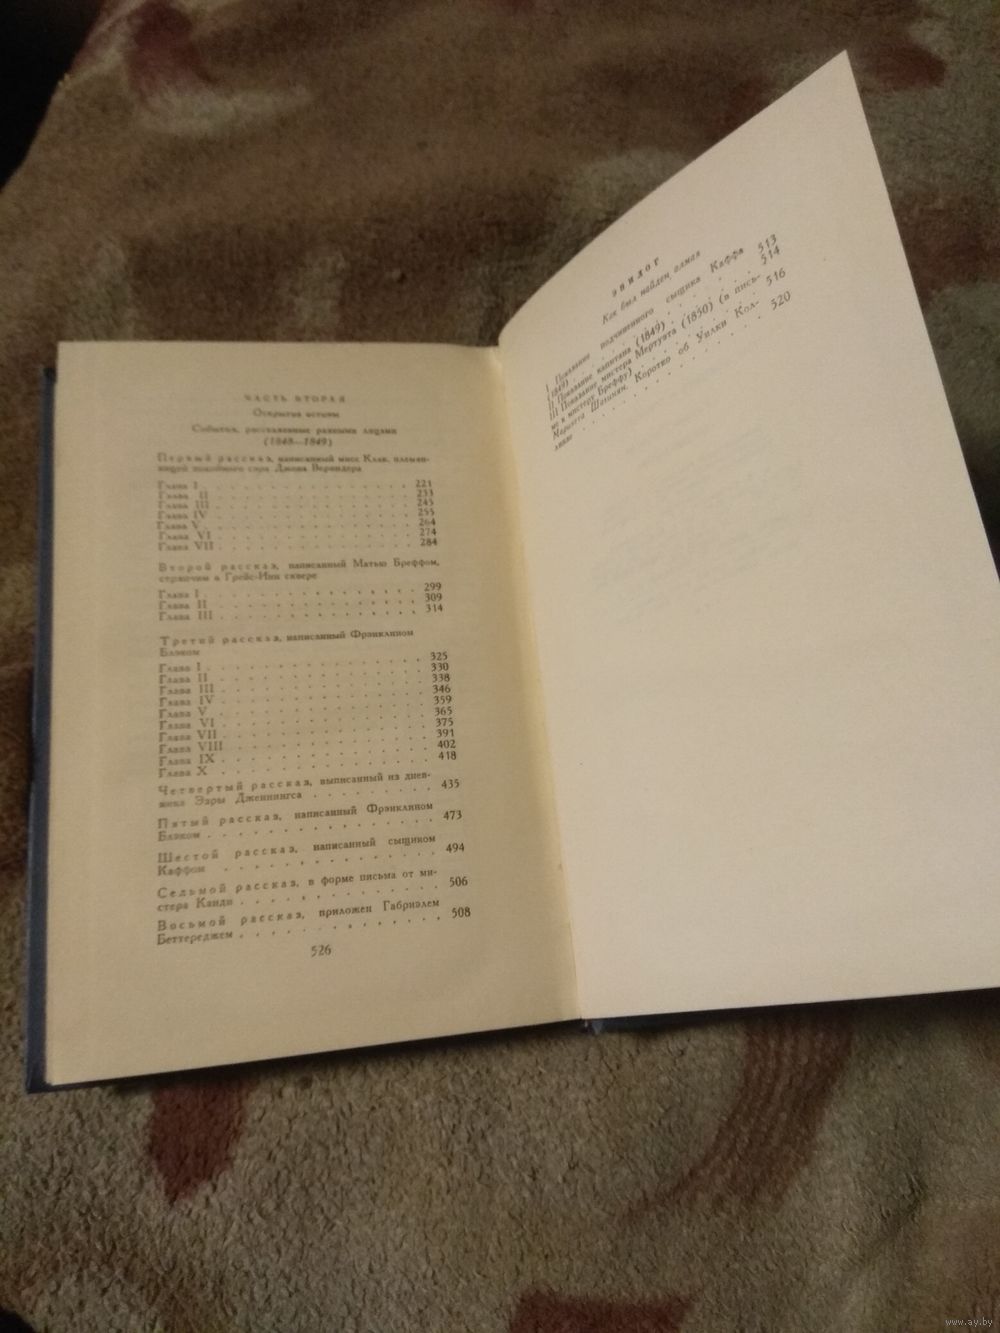 ЧАСТЬ ВТОРАЯ
Открытие истины
События, рассказанные разными лицами
(1848—1849)
Первый рассказ, написанный мисс Клак, племян-
ницей покойного сэра Джона Вериндера
Глава I . . . . . . . . . . . . . . . 221
Глава II . . . . . . . . . . . . . . . 233
Глава III . . . . . . . . . . . . . . . 245
Глава IV . . . . . . . . . . . . . . . 255
Глава V . . . . . . . . . . . . . . . 264
Глава VI . . . . . . . . . . . . . . . 274
Глава VII . . . . . . . . . . . . . . . 284
Второй рассказ, написанный Матью Бреффом,
стряпчим в Грейс-Инн сквере
Глава I . . . . . . . . . . . . . . . 299
Глава II . . . . . . . . . . . . . . . 309
Глава III . . . . . . . . . . . . . . . 314
Третий рассказ, написанный Фрэнклином
Блэком
Глава I . . . . . . . . . . . . . . . 325
Глава II . . . . . . . . . . . . . . . 330
Глава III . . . . . . . . . . . . . . . 338
Глава IV . . . . . . . . . . . . . . . 346
Глава V . . . . . . . . . . . . . . . 359
Глава VI . . . . . . . . . . . . . . . 365
Глава VII . . . . . . . . . . . . . . . 375
Глава VIII . . . . . . . . . . . . . . . 391
Глава IX . . . . . . . . . . . . . . . 402
Глава X . . . . . . . . . . . . . . . 418
Четвертый рассказ, выписанный из днев-
ника Эзры Дженнингса . . . . . . . . . 435
Пятый рассказ, написанный Фрэнклином
Блэком . . . . . . . . . . . . . . . 473
Шестой рассказ, написанный сыщиком
Каффом . . . . . . . . . . . . . . . 494
Седьмой рассказ, в форме письма от ми-
стера Канди . . . . . . . . . . . . . 506
Восьмой рассказ, приложен Габриэлем
Беттереджем . . . . . . . . . . . . . 508
526
ЭПИЛОГ
Как был найден алмаз
I Показание подчиненного сыщика Каффа
(1849) . . . . . . . . . . 513
II Показание капитана (1849) . . . . . 514
III Показание мистера Мертуэта (1850) (в пись-
ме к мистеру Бреффу) . . . . . . . 516
Мариэтта Шагинян. Коротко об Уилки Кол-
линзе . . . . . . . . . . 520
www.ay.by